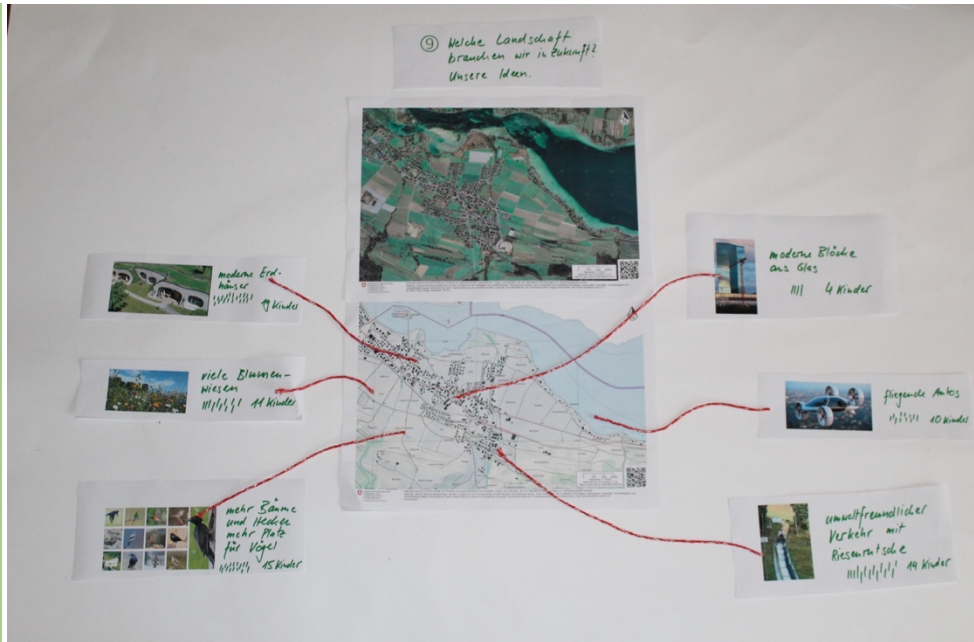 ⑨ Welche Landschaft
brauchen wir in Zukunft?
Unsere Ideen.
moderne Erd-
häuser
Kinder
viele Blumen-
wiesen
11 Kinder
mehr Bäume
und Hecken
mehr Platz
für Vögel
15 Kinder
moderne Blöcke
aus Glas
4 Kinder
fliegende Autos
10 Kinder
umweltfreundlicher
Verkehr mit
Riesenrutsche
14 Kinder